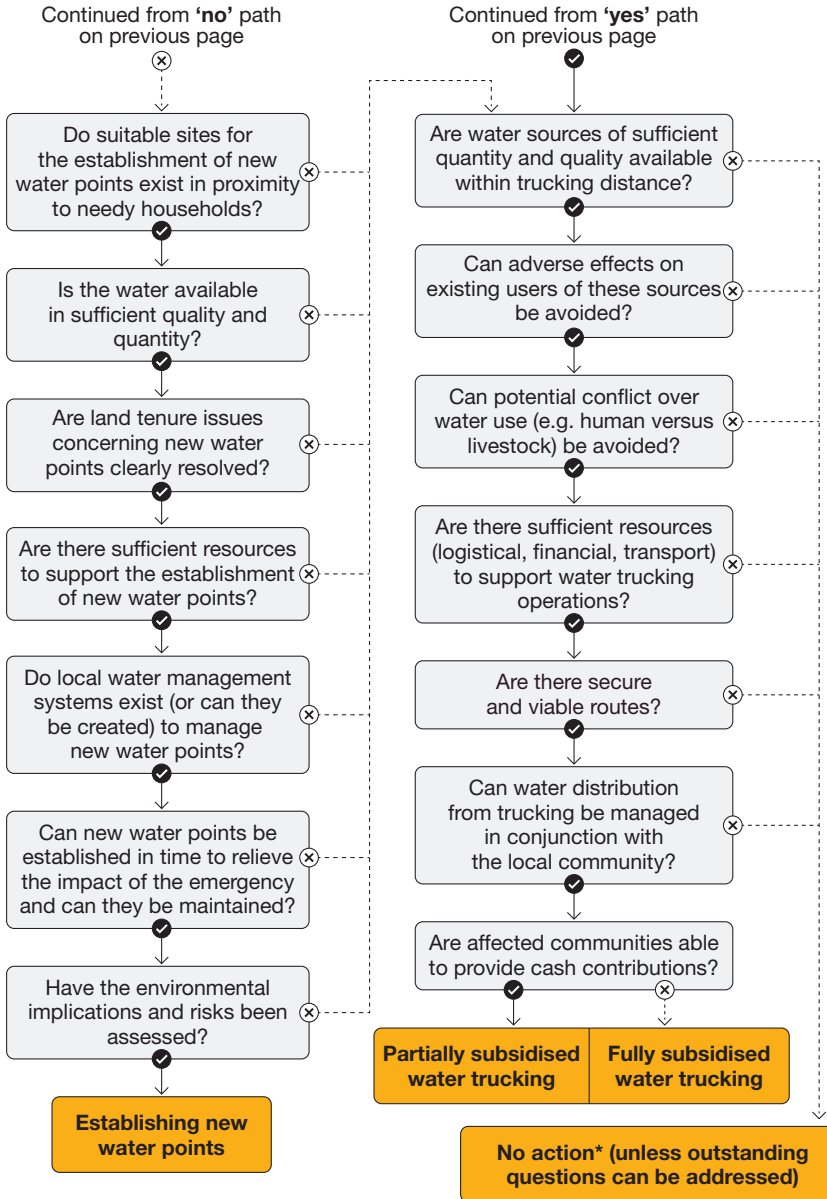 Continued from 'no' path
on previous page
Do suitable sites for
the establishment of new
water points exist in proximity
to needy households?
Is the water available
in sufficient quality and
quantity?
Are land tenure issues
concerning new water
points clearly resolved?
Are there sufficient resources
to support the establishment
of new water points?
Do local water management
systems exist (or can they
be created) to manage
new water points?
Can new water points be
established in time to relieve
the impact of the emergency
and can they be maintained?
Have the environmental
implications and risks been
assessed?
Establishing new
water points
Continued from 'yes' path
on previous page
Are water sources of sufficient
quantity and quality available
within trucking distance?
Can adverse effects on
existing users of these sources
be avoided?
Can potential conflict over
water use (e.g. human versus
livestock) be avoided?
Are there sufficient resources
(logistical, financial, transport)
to support water trucking
operations?
Are there secure
and viable routes?
Can water distribution
from trucking be managed
in conjunction with
the local community?
Are affected communities able
to provide cash contributions?
Partially subsidised
water trucking
Fully subsidised
water trucking
No action* (unless outstanding
questions can be addressed)